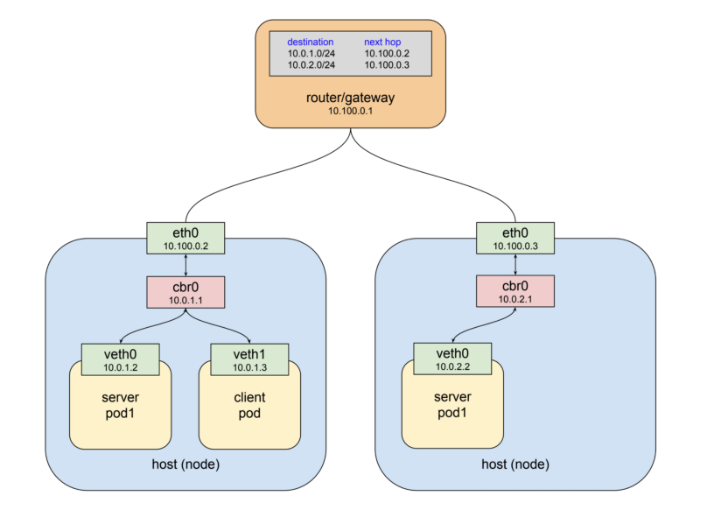 destination next hop
10.0.1.0/24 10.100.0.2
10.0.2.0/24 10.100.0.3
router/gateway
10.100.0.1
eth0
10.100.0.2
cbr0
10.0.1.1
veth0
10.0.1.2
server
pod1
veth1
10.0.1.3
client
pod
host (node)
eth0
10.100.0.3
cbr0
10.0.2.1
veth0
10.0.2.2
server
pod1
host (node)